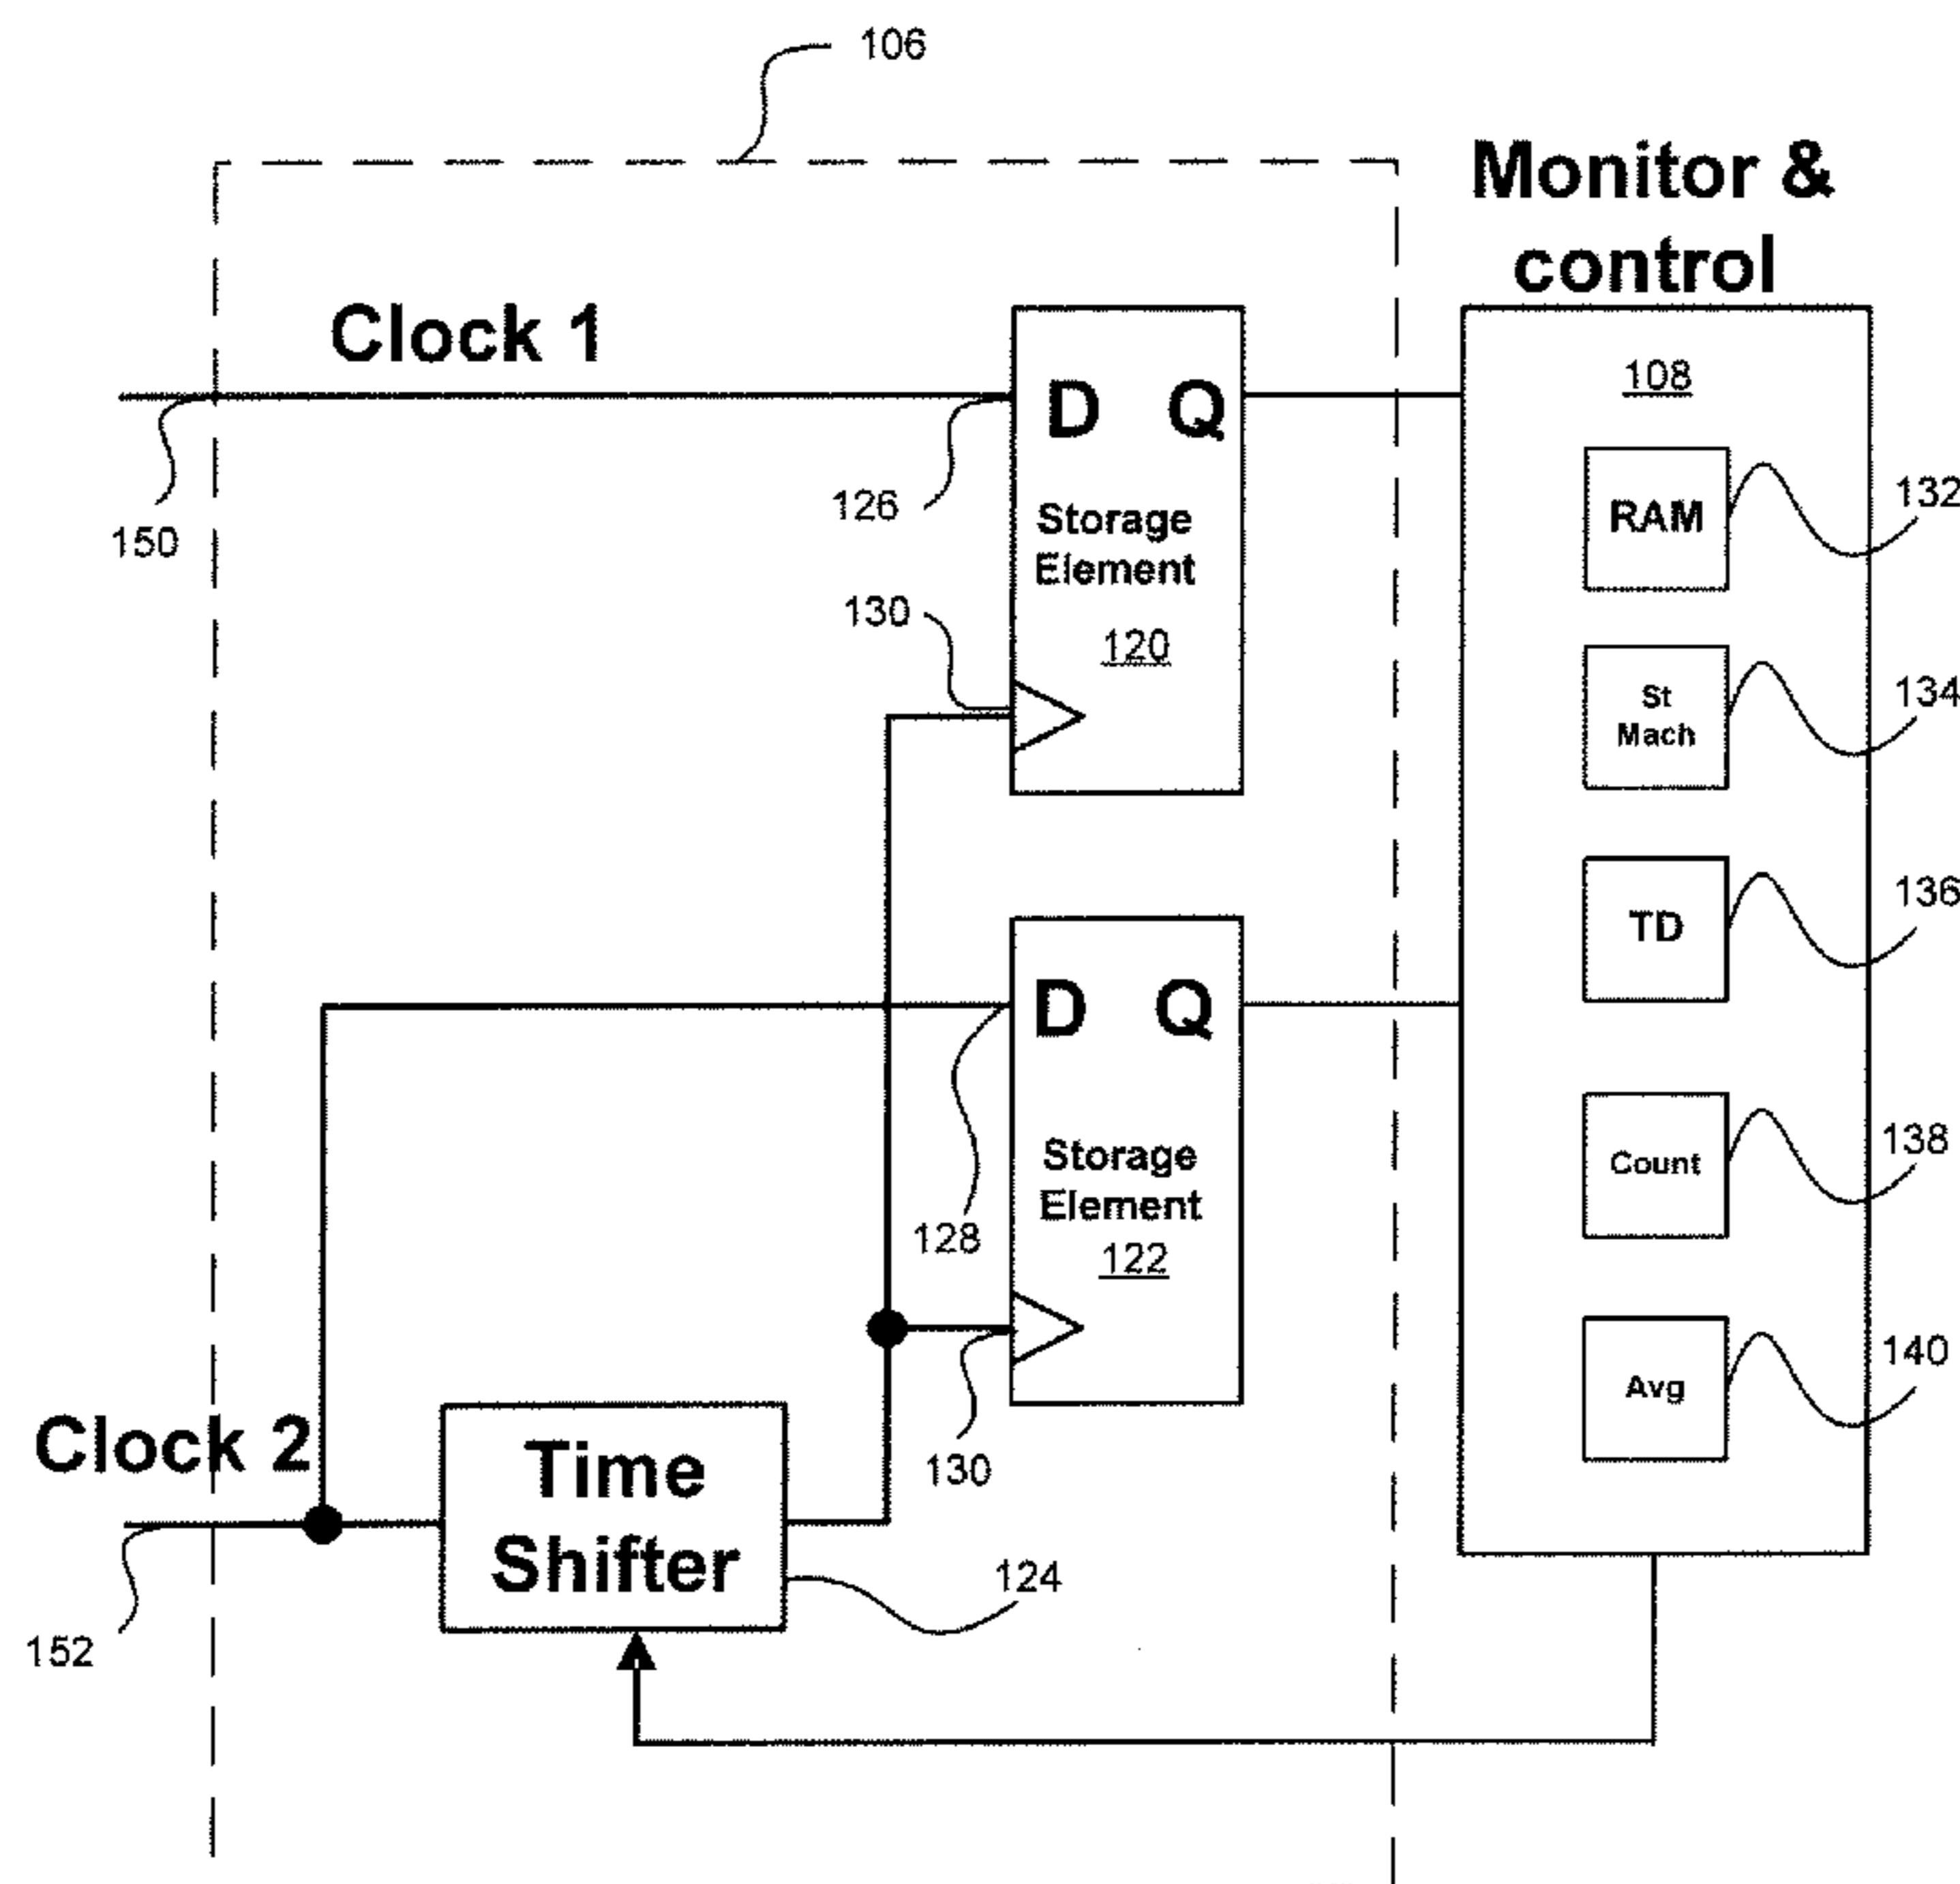 106
Monitor &
control
Clock 1
108
D Q
150
126
RAM
132
Storage
Element
130
120
St
Mach
134
TD
136
D Q
Storage
Element
128
122
Count
138
Avg
140
Clock 2
130
Time
Shifter
124
152